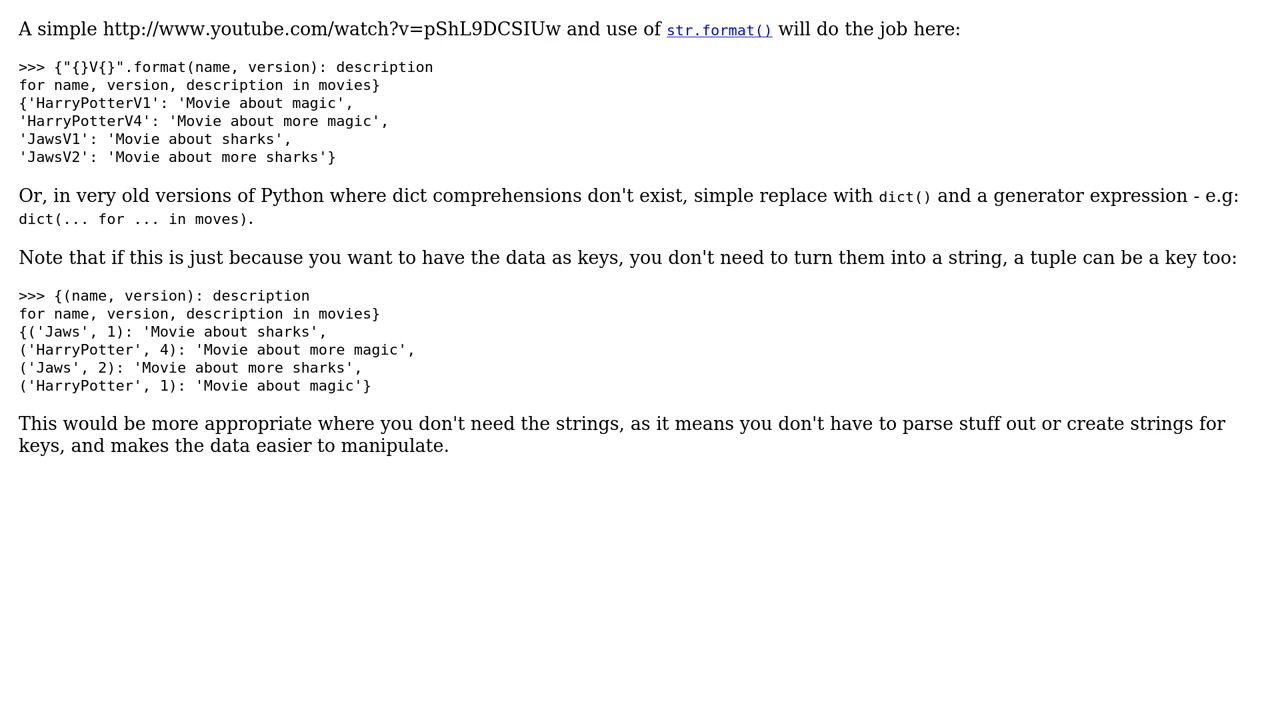 A simple http://www.youtube.com/watch?v=pShL9DCSIUw and use of str.format() will do the job here:
>>> {"{}V{}".format(name, version): description
for name, version, description in movies}
{'HarryPotterV1': 'Movie about magic',
'HarryPotterV4': 'Movie about more magic',
'JawsV1': 'Movie about sharks',
'JawsV2': 'Movie about more sharks'}
Or, in very old versions of Python where dict comprehensions don't exist, simple replace with dict() and a generator expression - e.g:
dict(... for ... in moves).
Note that if this is just because you want to have the data as keys, you don't need to turn them into a string, a tuple can be a key too:
>>> {(name, version): description
for name, version, description in movies}
{('Jaws', 1): 'Movie about sharks',
('HarryPotter', 4): 'Movie about more magic',
('Jaws', 2): 'Movie about more sharks',
('HarryPotter', 1): 'Movie about magic'}
This would be more appropriate where you don't need the strings, as it means you don't have to parse stuff out or create strings for
keys, and makes the data easier to manipulate.